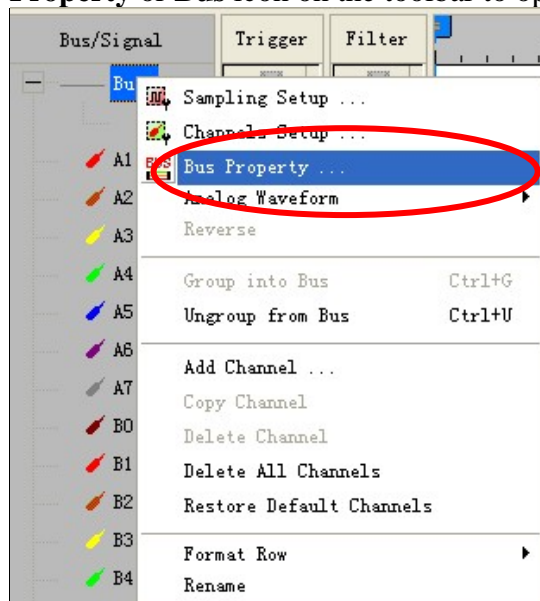 Property or Bus icon on the toolbar to op
Bus/Signal Trigger Filter
Bu
Sampling Setup ...
Channels Setup ...
A1 BUS Bus Property ...
A2 Analog Waveform
A3 Reverse
A4 Group into Bus Ctrl+G
A5 Ungroup from Bus Ctrl+U
A6
Add Channel ...
A7 Copy Channel
B0 Delete Channel
B1 Delete All Channels
B2 Restore Default Channels
B3 Format Row
B4 Rename